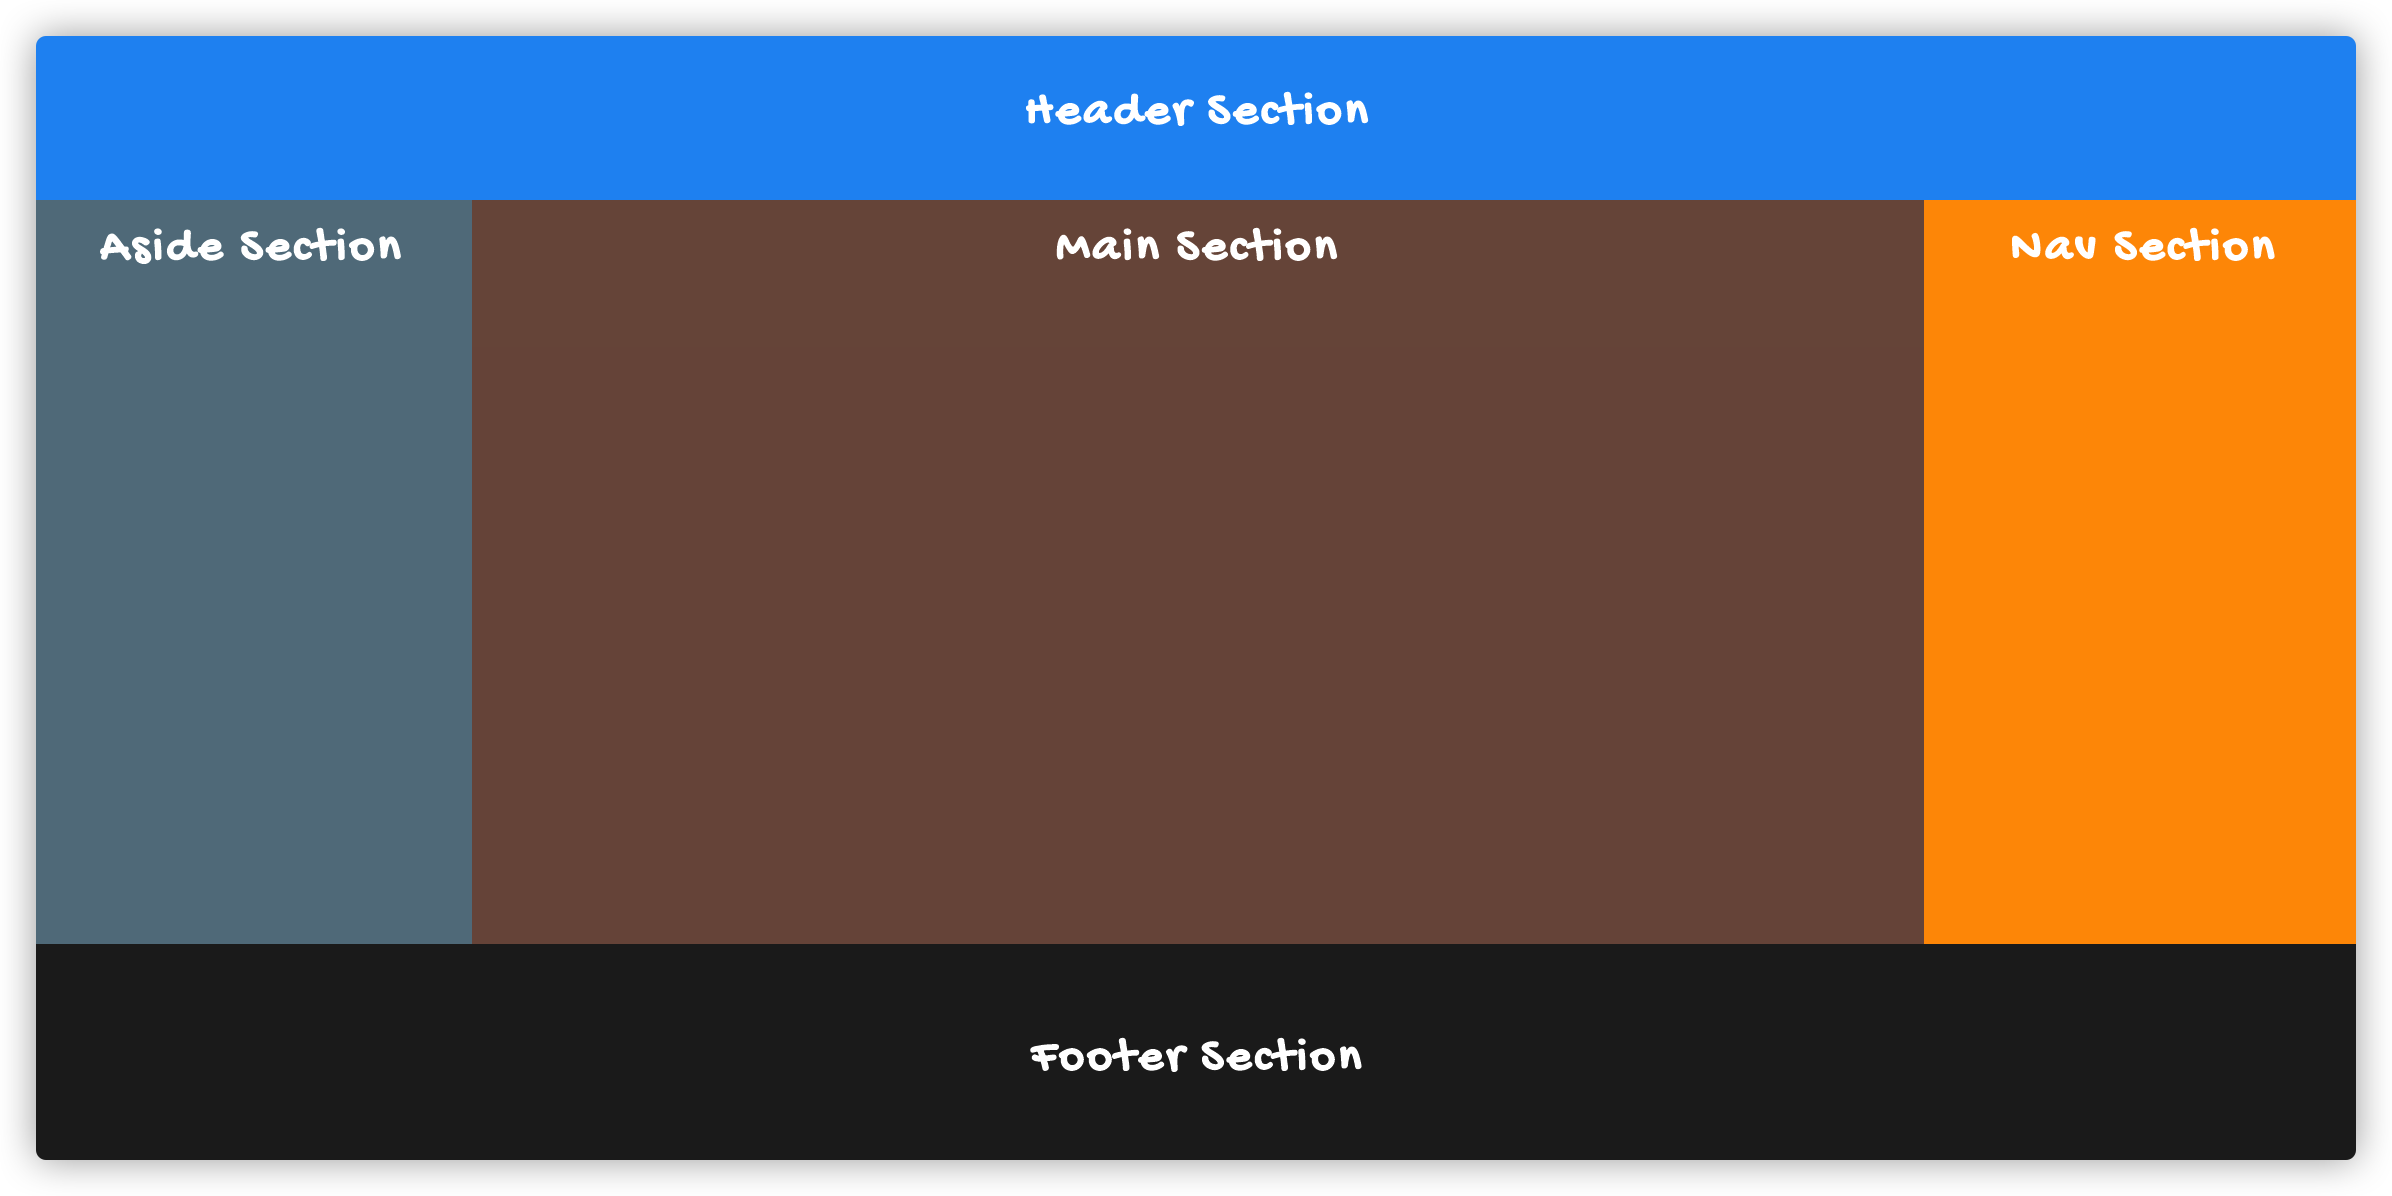 Header Section
Aside Section
Main Section
Nav Section
Footer Section